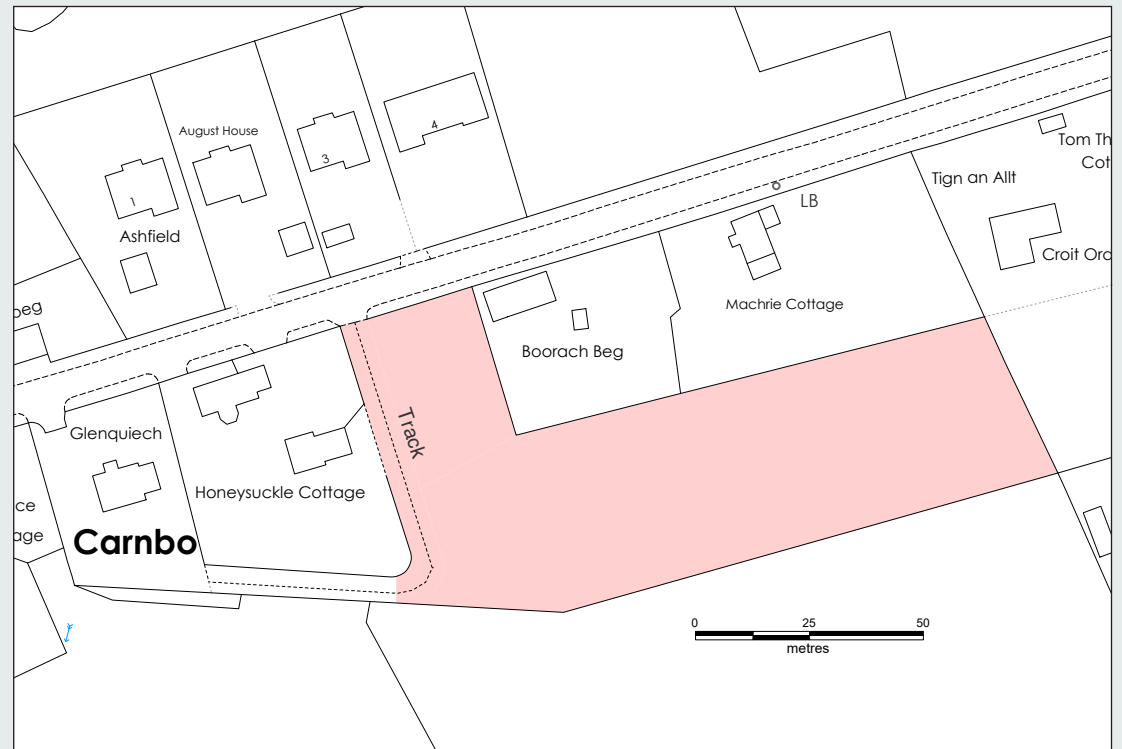 August House
4
3
1
Ashfield
Tom Th
Cot
Tign an Allt
LB
Croit Ord
Machrie Cottage
beg
Boorach Beg
Track
Glenquiech
Honeysuckle Cottage
ce
age
Carnbo
0 25 50
metres